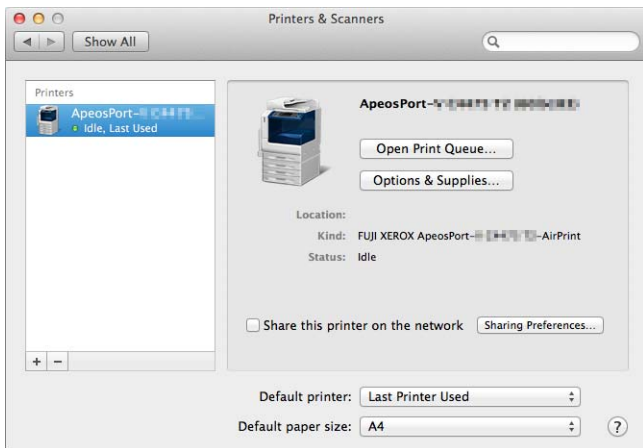 Printers & Scanners
Show All
Printers
ApeosPort-
Idle, Last Used
ApeosPort-
Open Print Queue...
Options & Supplies...
Location:
Kind: FUJI XEROX ApeosPort- -AirPrint
Status: Idle
Share this printer on the network Sharing Preferences...
+ −
Default printer: Last Printer Used
Default paper size: A4 ?